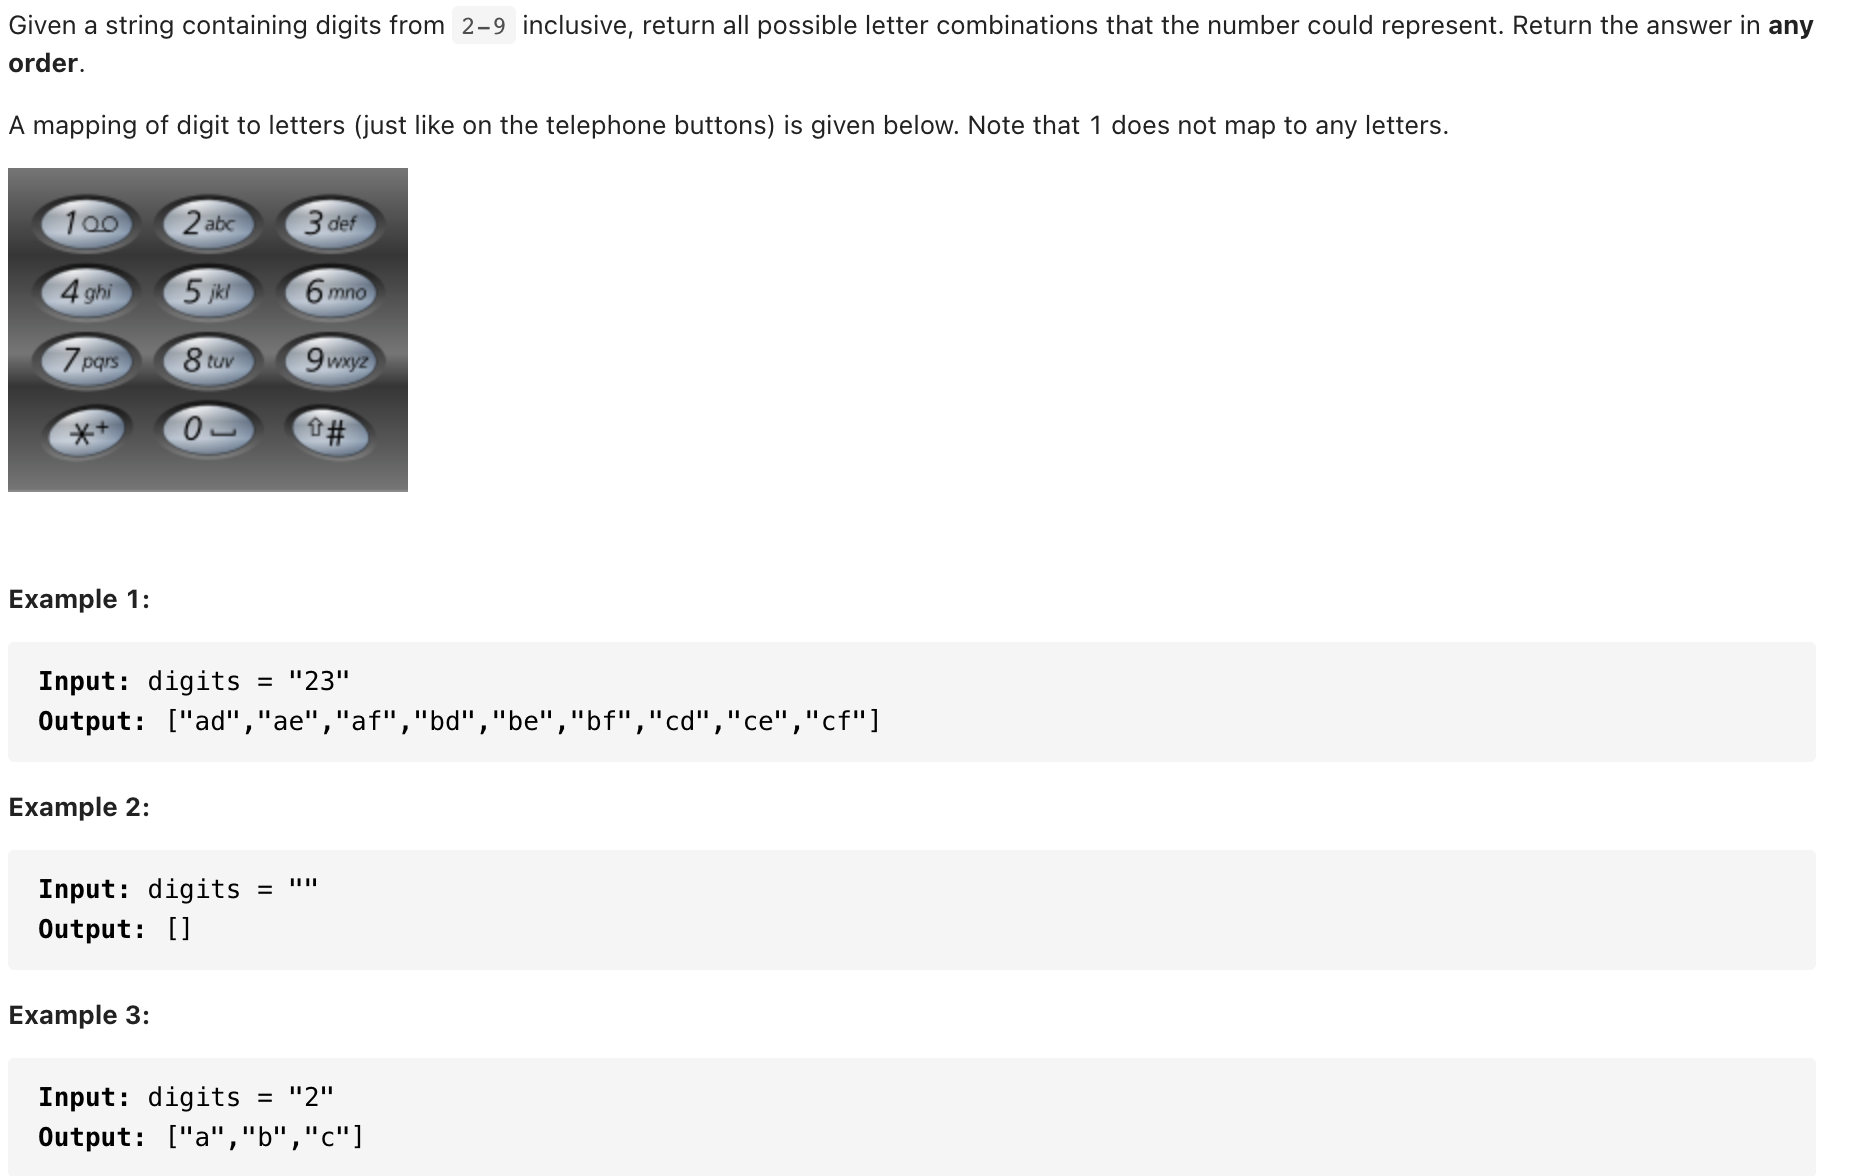 Given a string containing digits from 2-9 inclusive, return all possible letter combinations that the number could represent. Return the answer in any
order.
A mapping of digit to letters (just like on the telephone buttons) is given below. Note that 1 does not map to any letters.
1 2 abc 3 def
4 ghi 5 jkl 6 mno
7 pqrs 8 tuv 9 wxyz
*+ 0 ⇧#
Example 1:
Input: digits = "23"
Output: ["ad","ae","af","bd","be","bf","cd","ce","cf"]
Example 2:
Input: digits = ""
Output: []
Example 3:
Input: digits = "2"
Output: ["a","b","c"]